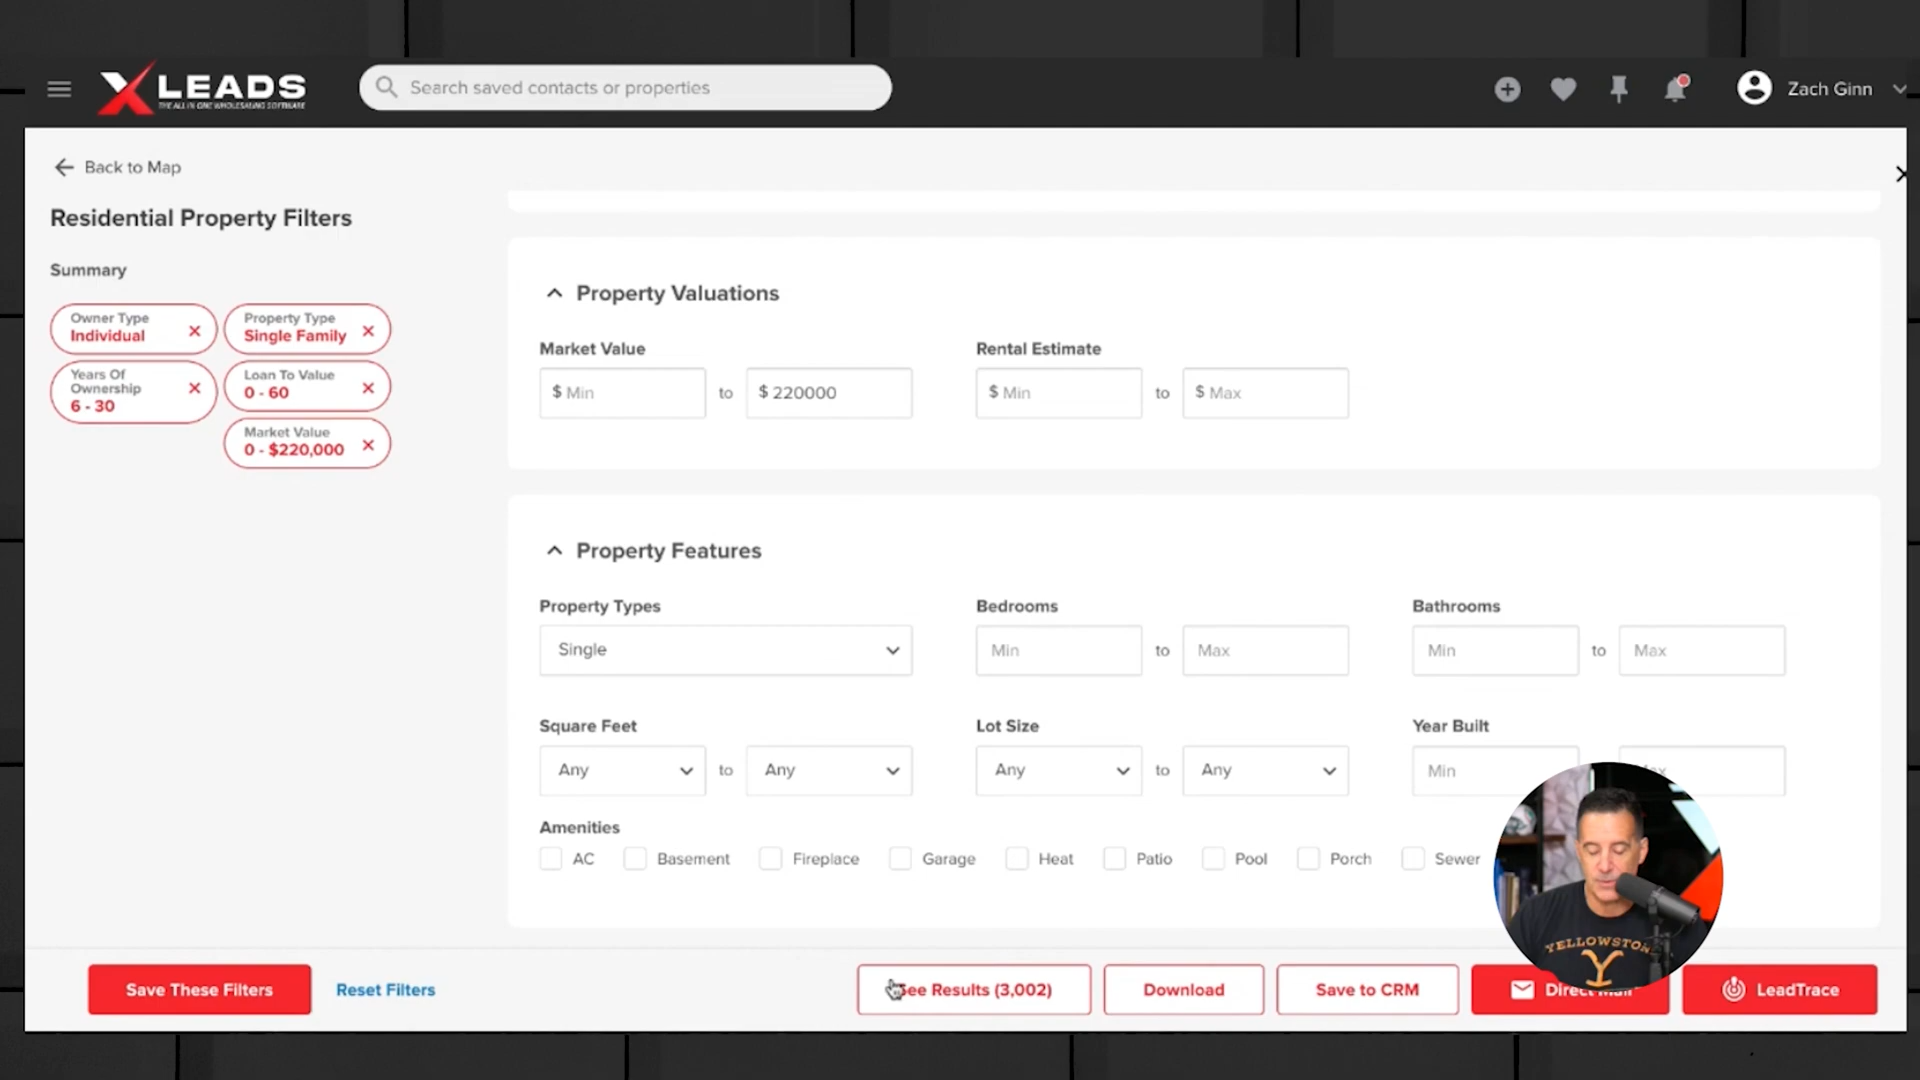 XLEADS
THE ALL IN ONE WHOLESALING SOFTWARE
Search saved contacts or properties
Zach Ginn
Back to Map
Residential Property Filters
Summary
Owner Type
Individual
Property Type
Single Family
Years Of
Ownership
6 - 30
Loan To Value
0 - 60
Market Value
0 - $220,000
Property Valuations
Market Value
Rental Estimate
$ Min
to
$ 220000
$ Min
to
$ Max
Property Features
Property Types
Bedrooms
Bathrooms
Single
Min
to
Max
Min
to
Max
Square Feet
Lot Size
Year Built
Any
to
Any
Any
to
Any
Min
Amenities
AC
Basement
Fireplace
Garage
Heat
Patio
Pool
Porch
Sewer
YELLOWSTONE
Y
Save These Filters
Reset Filters
See Results (3,002)
Download
Save to CRM
Direct Mail
LeadTrace